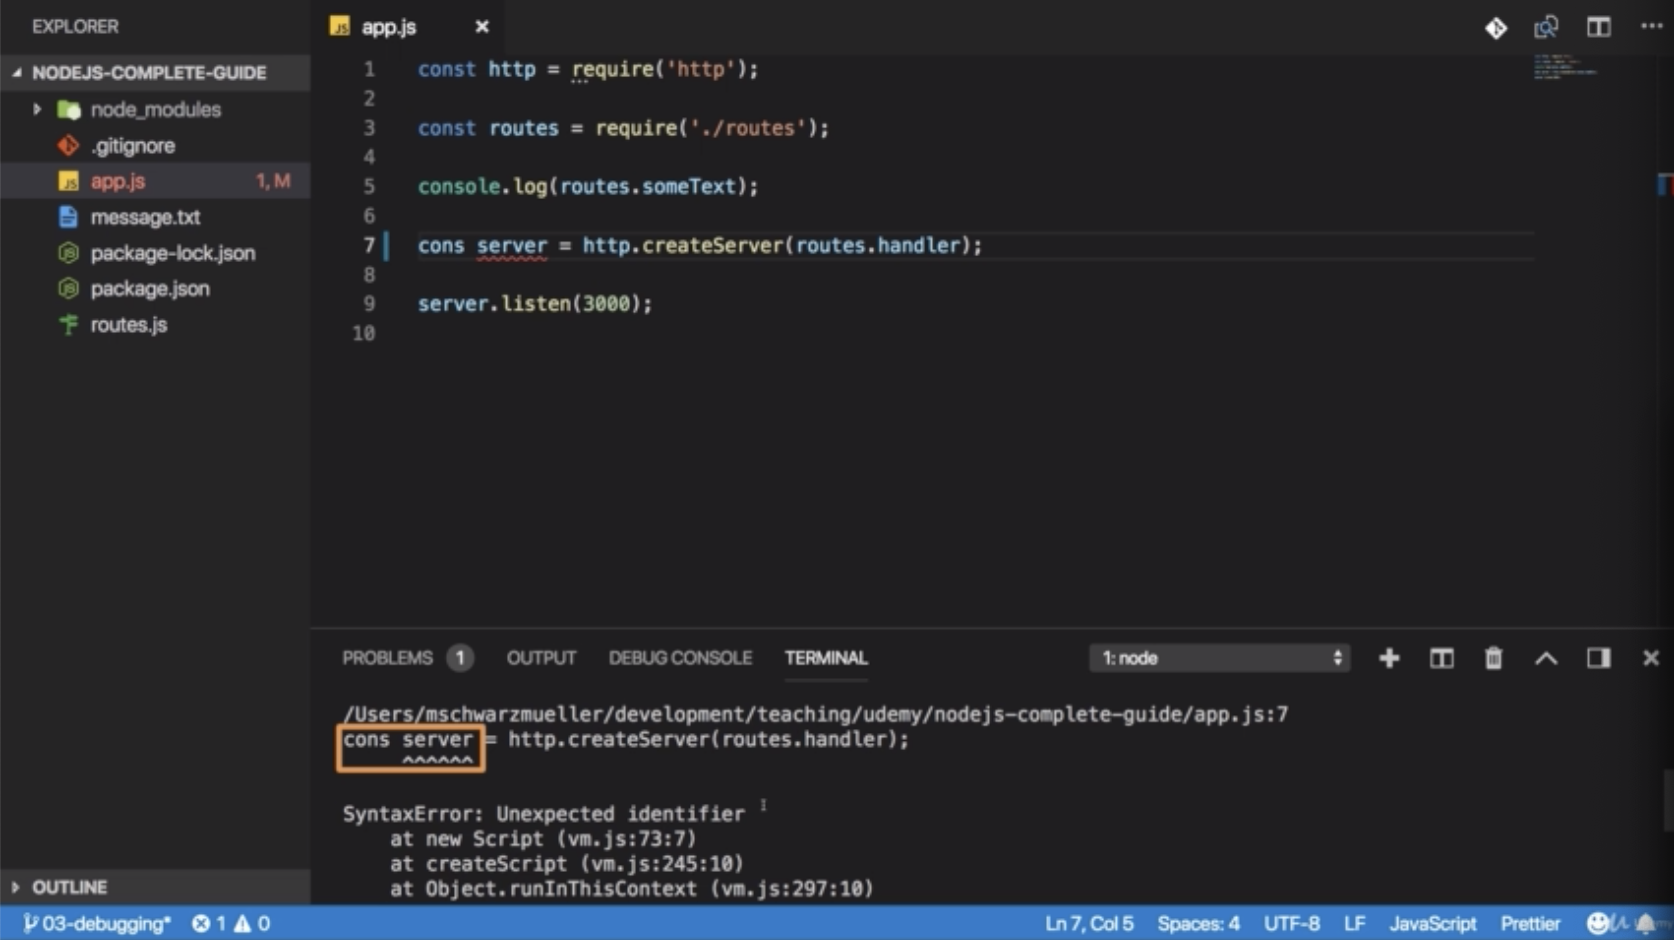 EXPLORER
NODEJS-COMPLETE-GUIDE
node_modules
.gitignore
app.js 1, M
message.txt
package-lock.json
package.json
routes.js
OUTLINE
app.js
1 const http = require('http');
2
3 const routes = require('./routes');
4
5 console.log(routes.someText);
6
7 cons server = http.createServer(routes.handler);
8
9 server.listen(3000);
10
PROBLEMS 1 OUTPUT DEBUG CONSOLE TERMINAL 1: node
/Users/mschwarzmueller/development/teaching/udemy/nodejs-complete-guide/app.js:7
cons server = http.createServer(routes.handler);
^^^^^^
SyntaxError: Unexpected identifier
at new Script (vm.js:73:7)
at createScript (vm.js:245:10)
at Object.runInThisContext (vm.js:297:10)
03-debugging* 1 0 Ln 7, Col 5 Spaces: 4 UTF-8 LF JavaScript Prettier